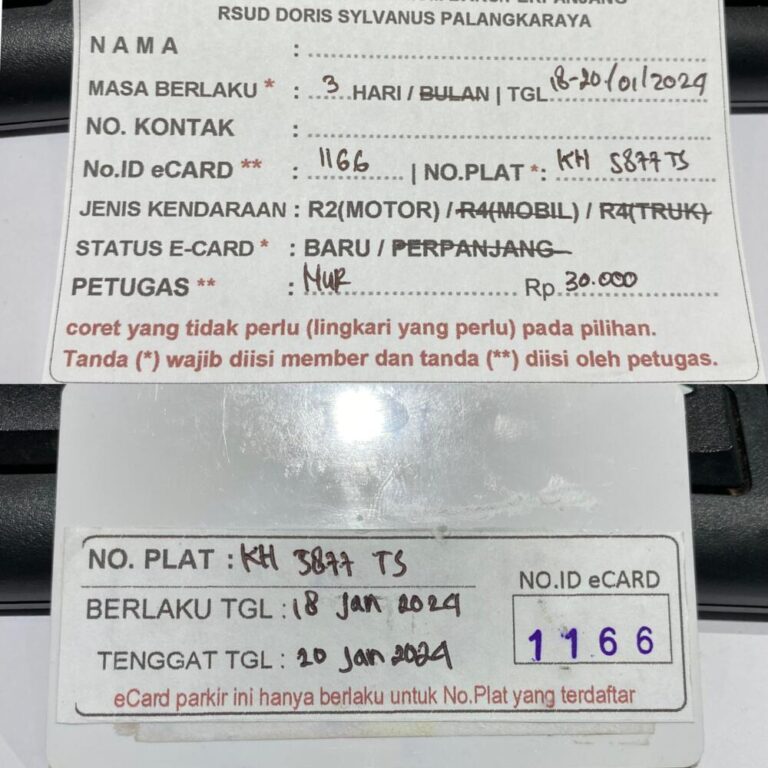 RSUD DORIS SYLVANUS PALANGKARAYA
NAMA :
MASA BERLAKU * : 3 HARI / BULAN | TGL 18-20/01/2024
NO. KONTAK :
No.ID eCARD ** : 1166 | NO.PLAT *: KH 5877 TS
JENIS KENDARAAN : R2(MOTOR) / R4(MOBIL) / R4(TRUK)
STATUS E-CARD * : BARU / PERPANJANG
PETUGAS ** : MUR Rp 30.000
coret yang tidak perlu (lingkari yang perlu) pada pilihan.
Tanda (*) wajib diisi member dan tanda (**) diisi oleh petugas.
NO. PLAT : KH 5877 TS
BERLAKU TGL : 18 Jan 2024
TENGGAT TGL : 20 Jan 2024
NO.ID eCARD
1166
eCard parkir ini hanya berlaku untuk No.Plat yang terdaftar